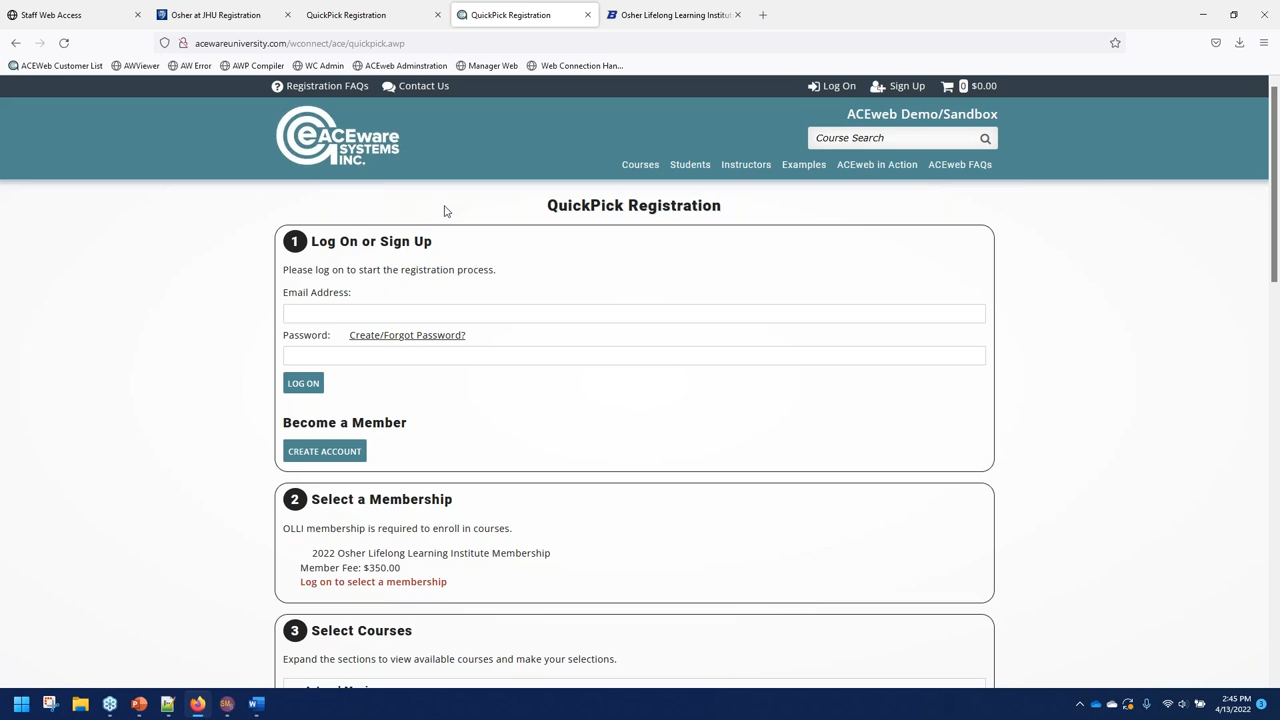 Staff Web Access
Osher at JHU Registration
QuickPick Registration
QuickPick Registration
Osher Lifelong Learning Institut
acewareuniversity.com/wconnect/ace/quickpick.awp
ACEWeb Customer List
AWViewer
AW Error
AWP Compiler
WC Admin
ACEweb Adminstration
Manager Web
Web Connection Han...
Registration FAQs
Contact Us
Log On
Sign Up
0
$0.00
ACEware
SYSTEMS
INC.
ACEweb Demo/Sandbox
Course Search
Courses
Students
Instructors
Examples
ACEweb in Action
ACEweb FAQs
QuickPick Registration
1 Log On or Sign Up
Please log on to start the registration process.
Email Address:
Password: Create/Forgot Password?
LOG ON
Become a Member
CREATE ACCOUNT
2 Select a Membership
OLLI membership is required to enroll in courses.
2022 Osher Lifelong Learning Institute Membership
Member Fee: $350.00
Log on to select a membership
3 Select Courses
Expand the sections to view available courses and make your selections.
2:45 PM
4/13/2022